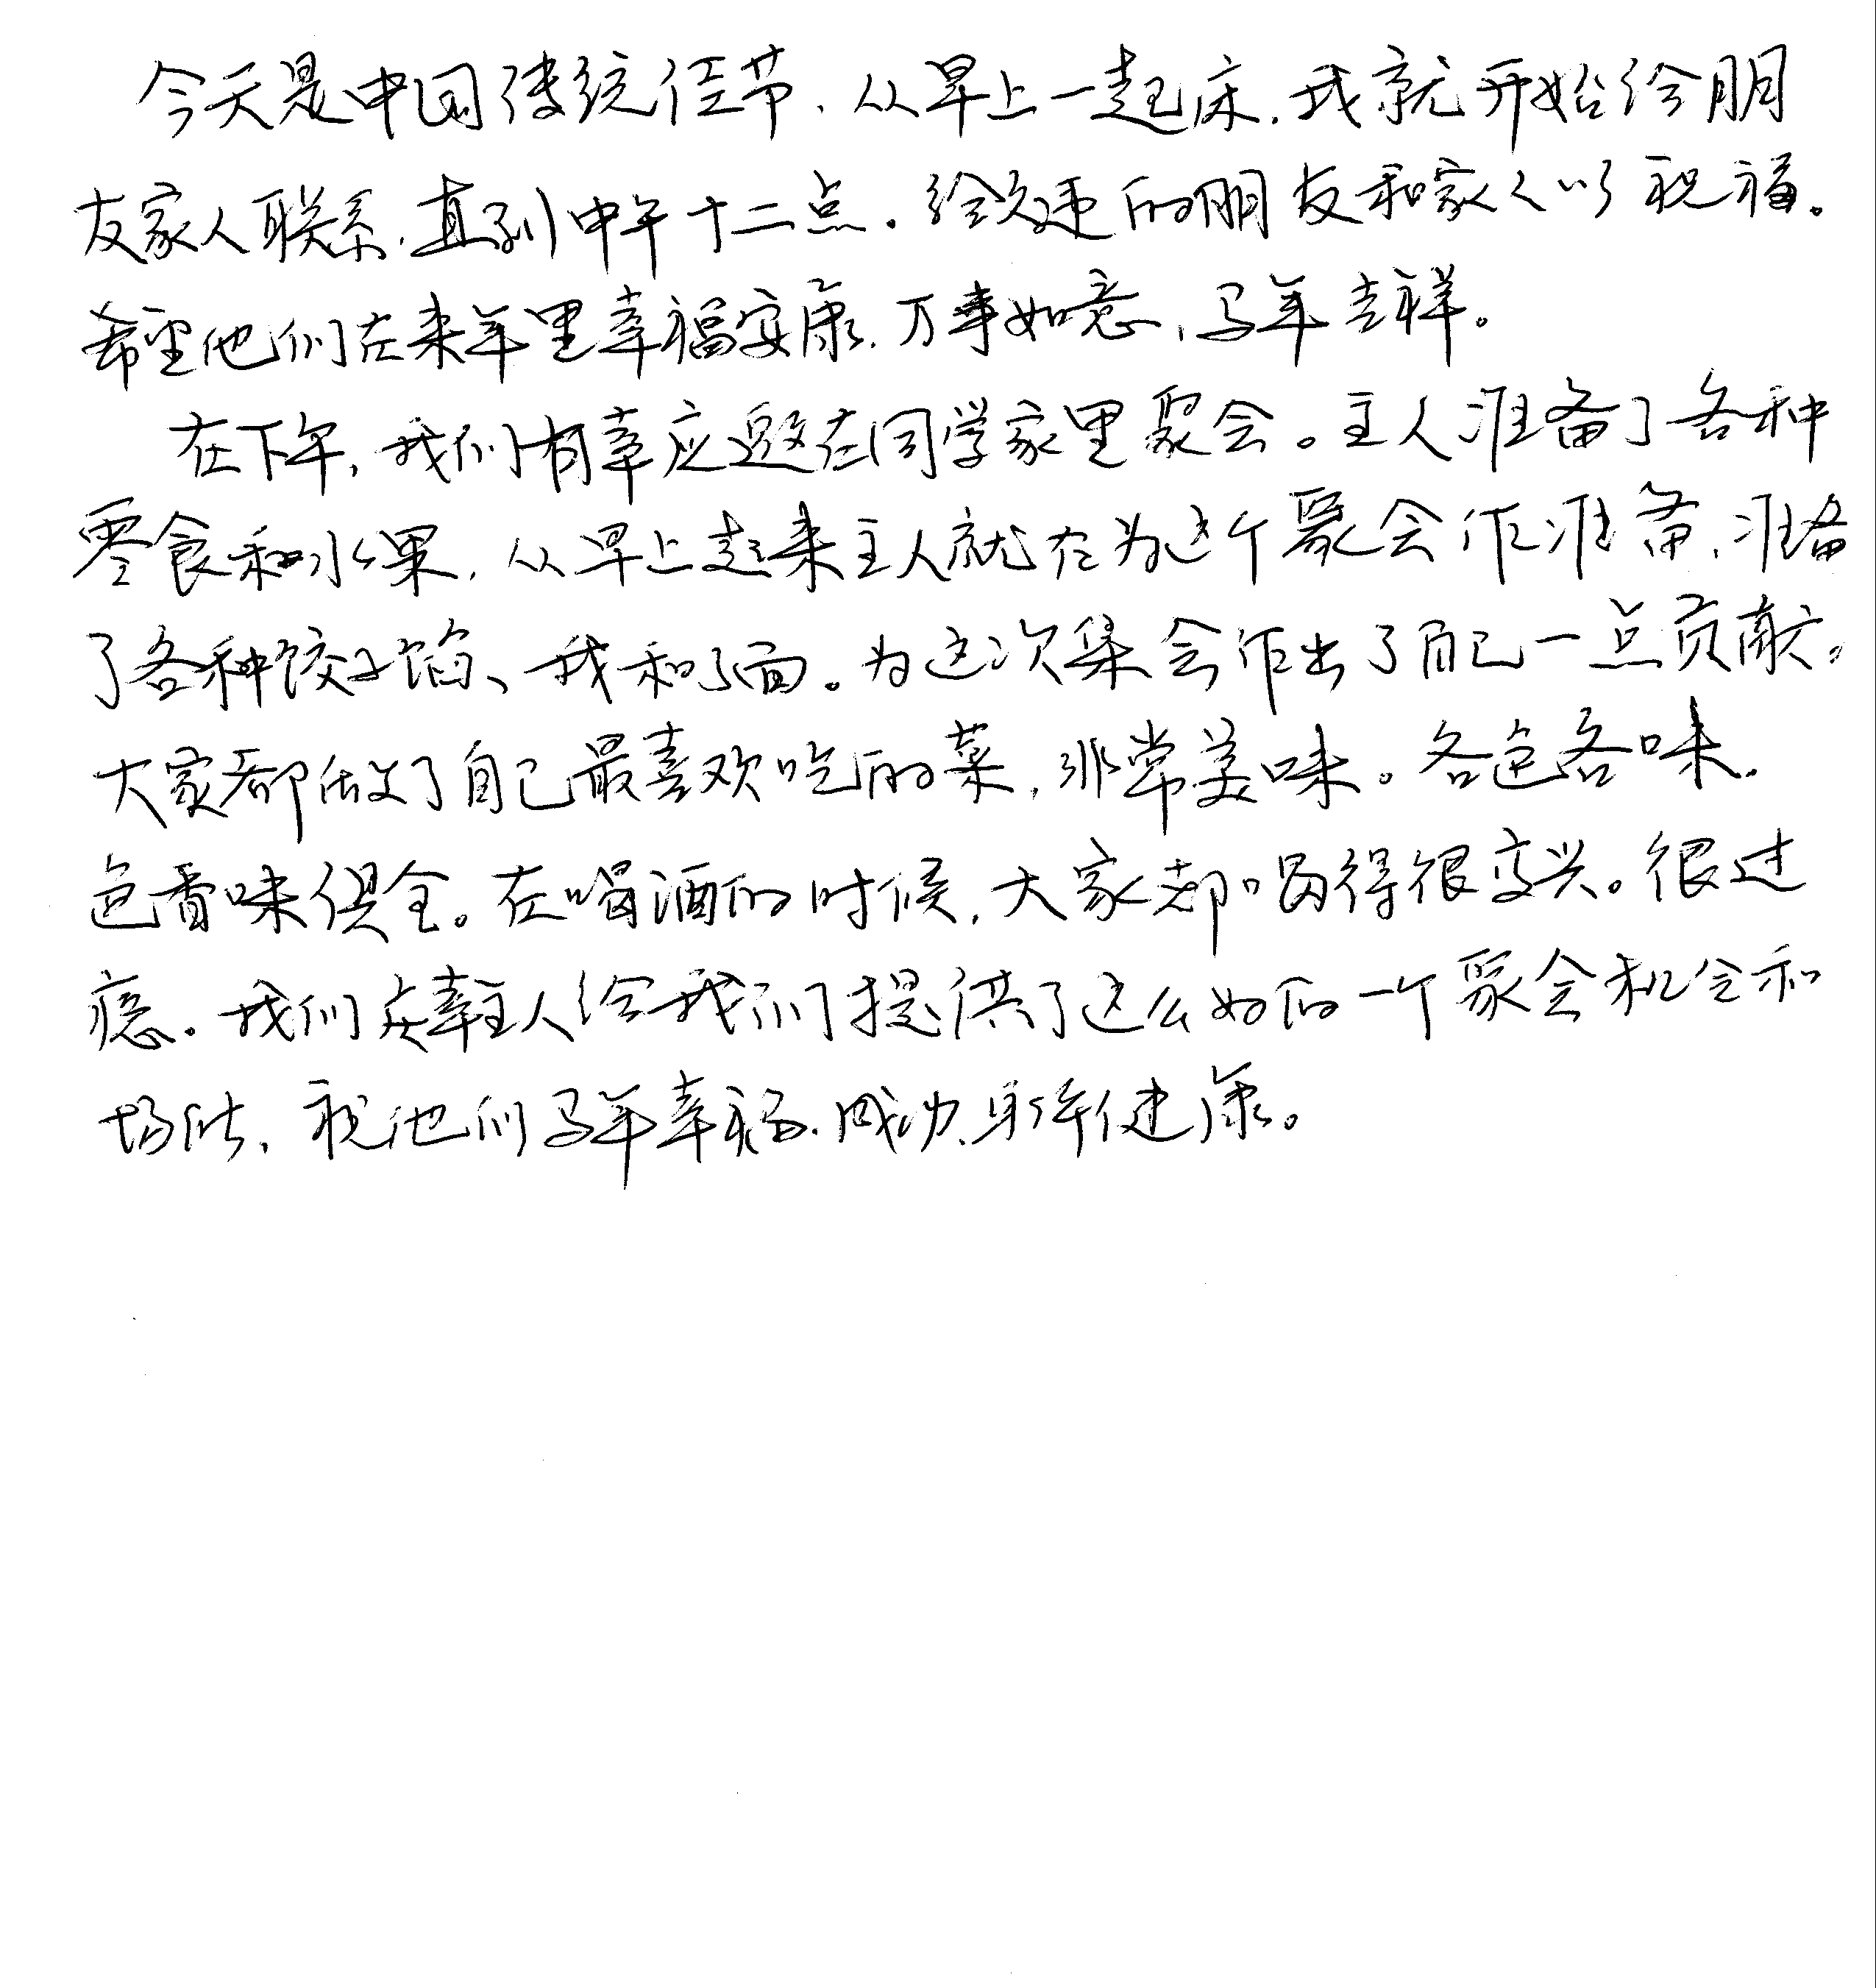 今天是中国传统佳节，从早上一起床，我就开始给朋
友家人联系，直到中午十二点。给久违的朋友和家人以祝福。
希望他们在来年里幸福安康，万事如意，马年吉祥。
在下午，我们有幸应邀在同学家里聚会。主人准备了各种
零食和水果，从早上起来主人就在为这个聚会作准备，准备
了各种饺子馅、我和了面。为这次集会作出了自己一点贡献。
大家都做了自己最喜欢吃的菜，非常美味。各色各味，
色香味俱全。在喝酒的时候，大家都喝得很高兴。很过
瘾。我们庆幸主人给我们提供了这么好的一个聚会机会和
场所，祝他们马年幸福、成功、身体健康。